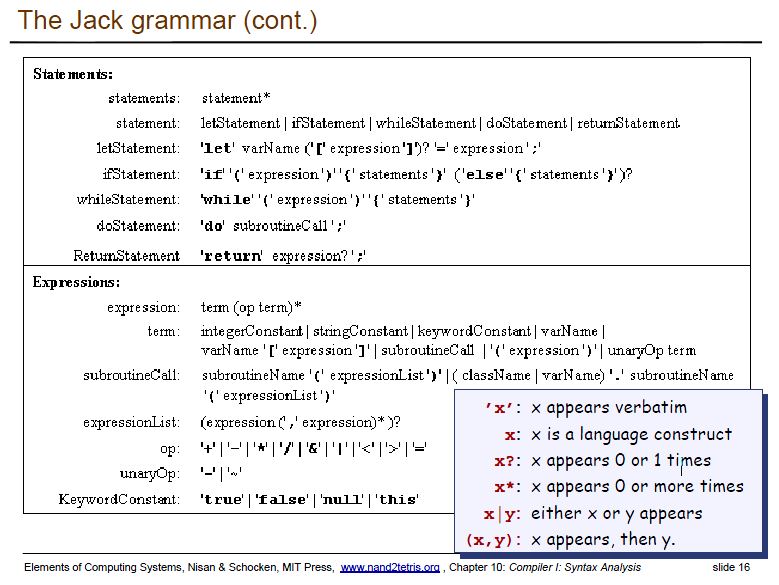 The Jack grammar (cont.)
Statements:
statements: statement*
statement: letStatement | ifStatement | whileStatement | doStatement | returnStatement
letStatement: 'let' varName ('[' expression ']')? '=' expression ';'
ifStatement: 'if' '(' expression ')' '{' statements '}' ('else' '{' statements '}')?
whileStatement: 'while' '(' expression ')' '{' statements '}'
doStatement: 'do' subroutineCall ';'
ReturnStatement 'return' expression? ';'
Expressions:
expression: term (op term)*
term: integerConstant | stringConstant | keywordConstant | varName |
varName '[' expression ']' | subroutineCall | '(' expression ')' | unaryOp term
subroutineCall: subroutineName '(' expressionList ')' | ( className | varName) '.' subroutineName
'(' expressionList ')'
expressionList: (expression (',' expression)* )?
op: '+' | '-' | '*' | '/' | '&' | '|' | '<' | '>' | '='
unaryOp: '-' | '~'
KeywordConstant: 'true' | 'false' | 'null' | 'this'
'x': x appears verbatim
x: x is a language construct
x?: x appears 0 or 1 times
x*: x appears 0 or more times
x|y: either x or y appears
(x,y): x appears, then y.
Elements of Computing Systems, Nisan & Schocken, MIT Press, www.nand2tetris.org , Chapter 10: Compiler I: Syntax Analysis slide 16